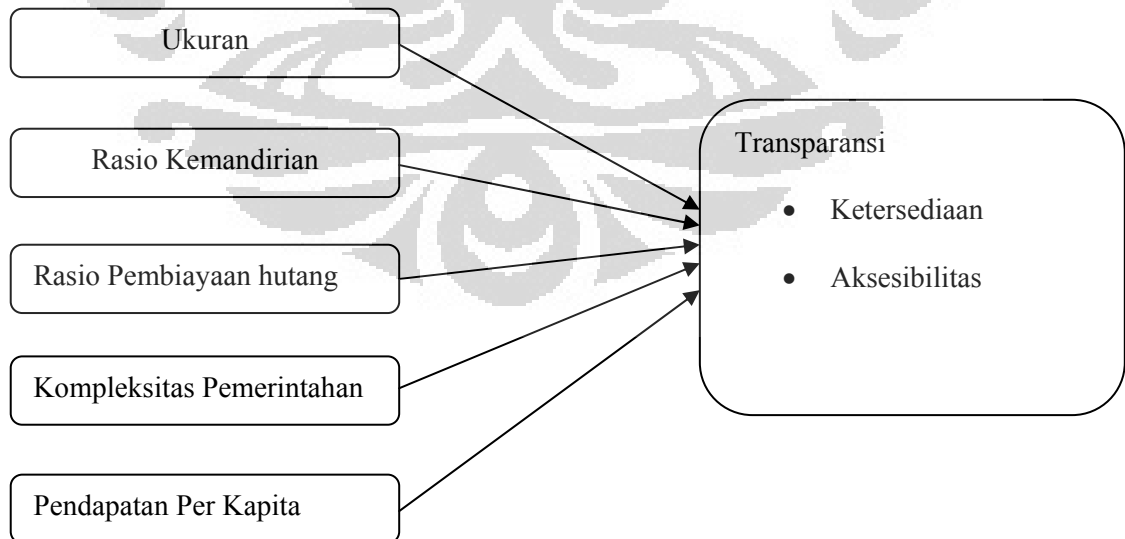 Ukuran
Rasio Kemandirian
Rasio Pembiayaan hutang
Kompleksitas Pemerintahan
Pendapatan Per Kapita
Transparansi
• Ketersediaan
• Aksesibilitas